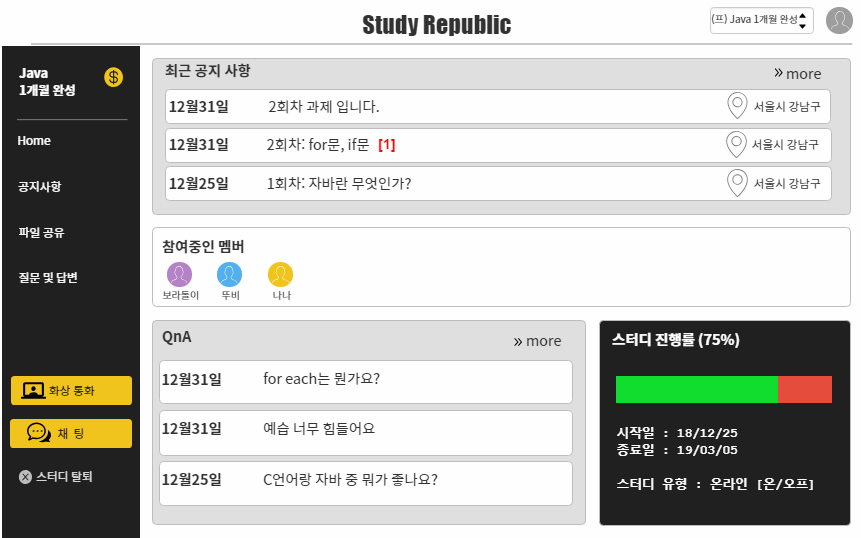 Study Republic
(프) Java 1개월 완성
Java
1개월 완성
Home
공지사항
파일 공유
질문 및 답변
화상 통화
채 팅
스터디 탈퇴
최근 공지 사항
» more
12월31일 2회차 과제 입니다. 서울시 강남구
12월31일 2회차: for문, if문 [1] 서울시 강남구
12월25일 1회차: 자바란 무엇인가? 서울시 강남구
참여중인 멤버
보라돌이 뚜비 나나
QnA
» more
12월31일 for each는 뭔가요?
12월31일 예습 너무 힘들어요
12월25일 C언어랑 자바 중 뭐가 좋나요?
스터디 진행률 (75%)
시작일 : 18/12/25
종료일 : 19/03/05
스터디 유형 : 온라인 [온/오프]